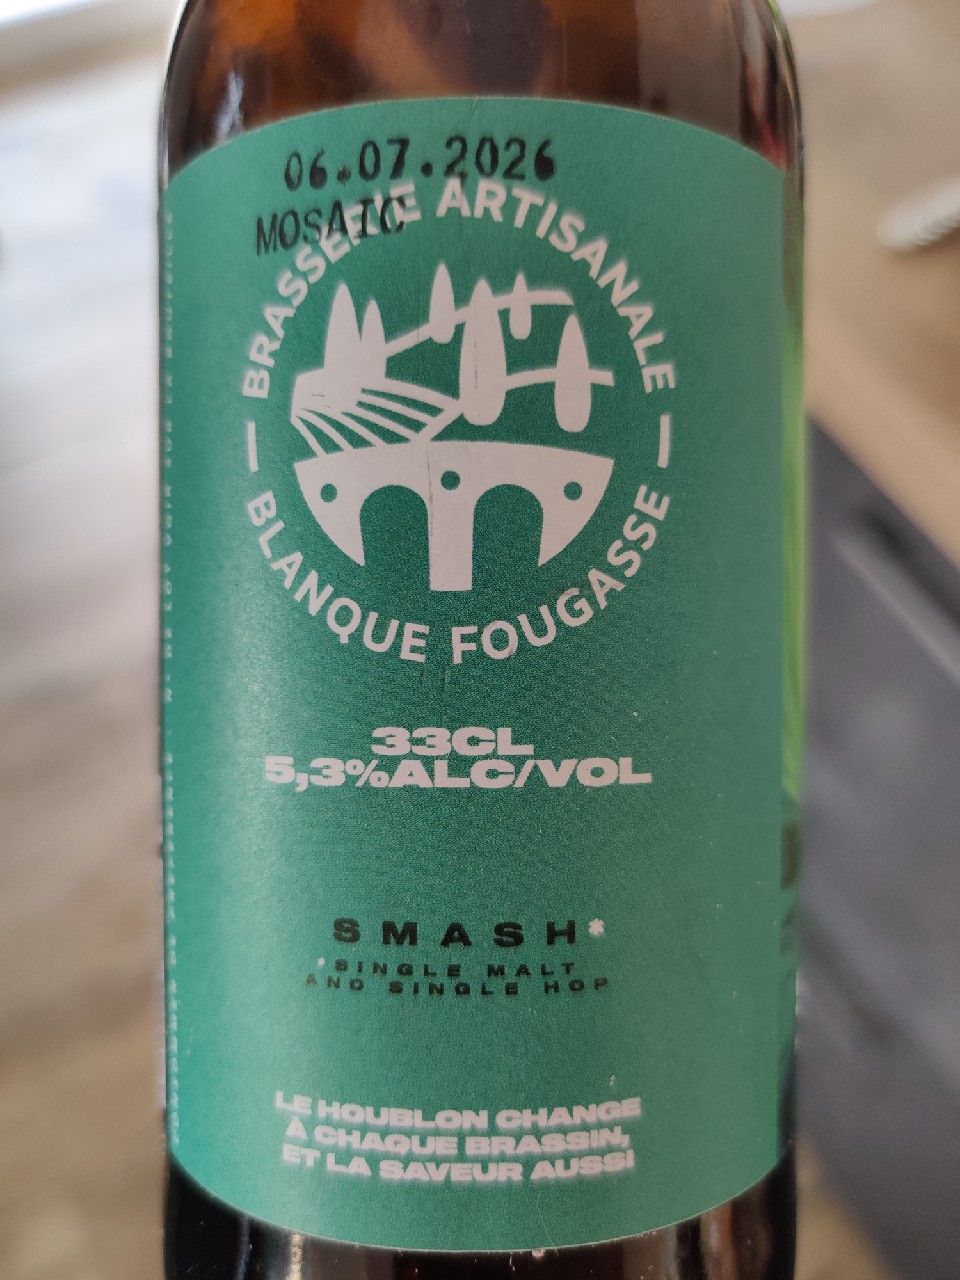 06.07.2026
MOSAIC
BRASSERIE ARTISANALE
BLANQUE FOUGASSE
33CL
5,3%ALC/VOL
SMASH*
*SINGLE MALT
AND SINGLE HOP
LE HOUBLON CHANGE
À CHAQUE BRASSIN,
ET LA SAVEUR AUSSI